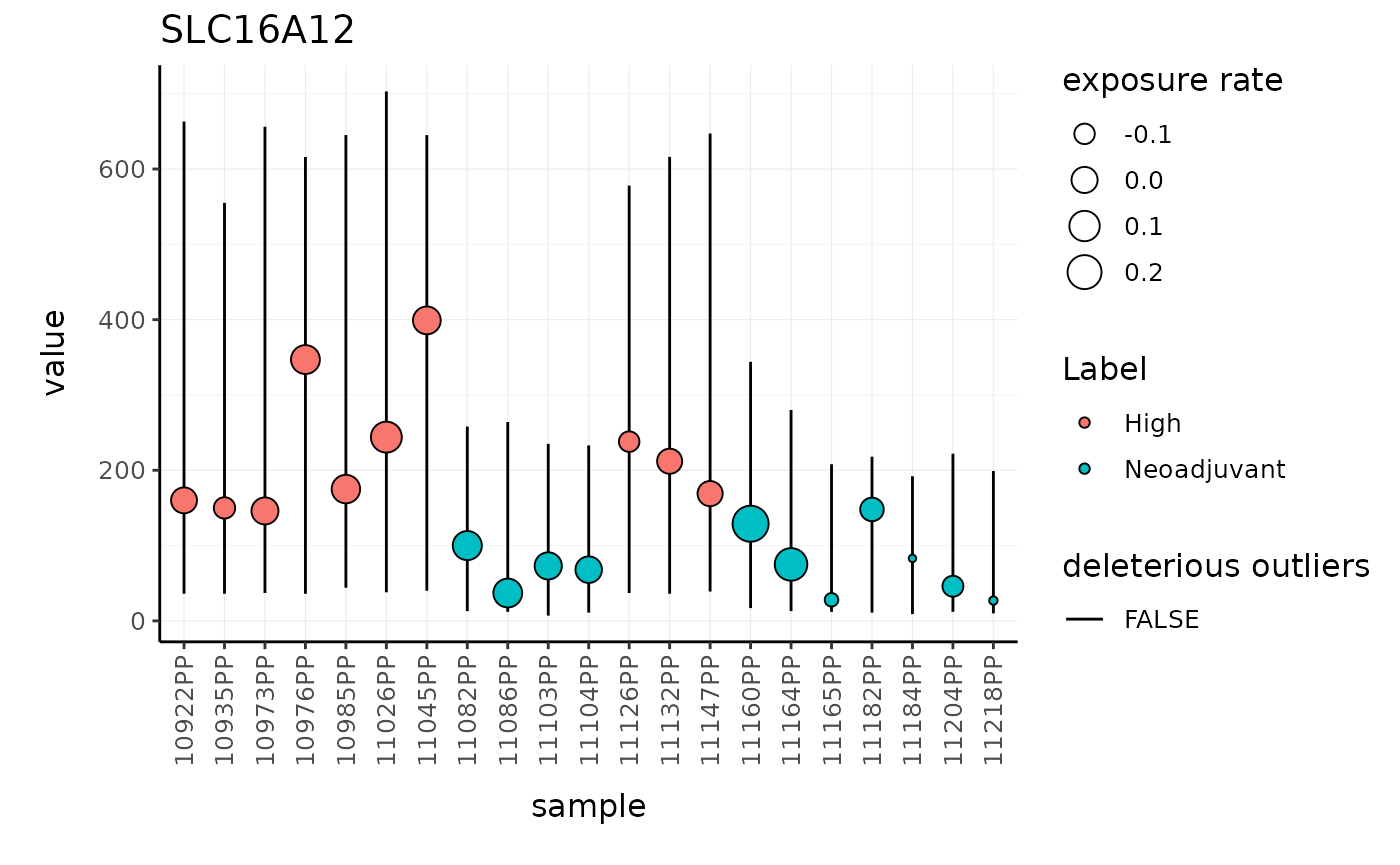 SLC16A12
value
600
400
200
0
10922PP
10935PP
10973PP
10976PP
10985PP
11026PP
11045PP
11082PP
11086PP
11103PP
11104PP
11126PP
11132PP
11147PP
11160PP
11164PP
11165PP
11182PP
11184PP
11204PP
11218PP
sample
exposure rate
-0.1
0.0
0.1
0.2
Label
High
Neoadjuvant
deleterious outliers
FALSE